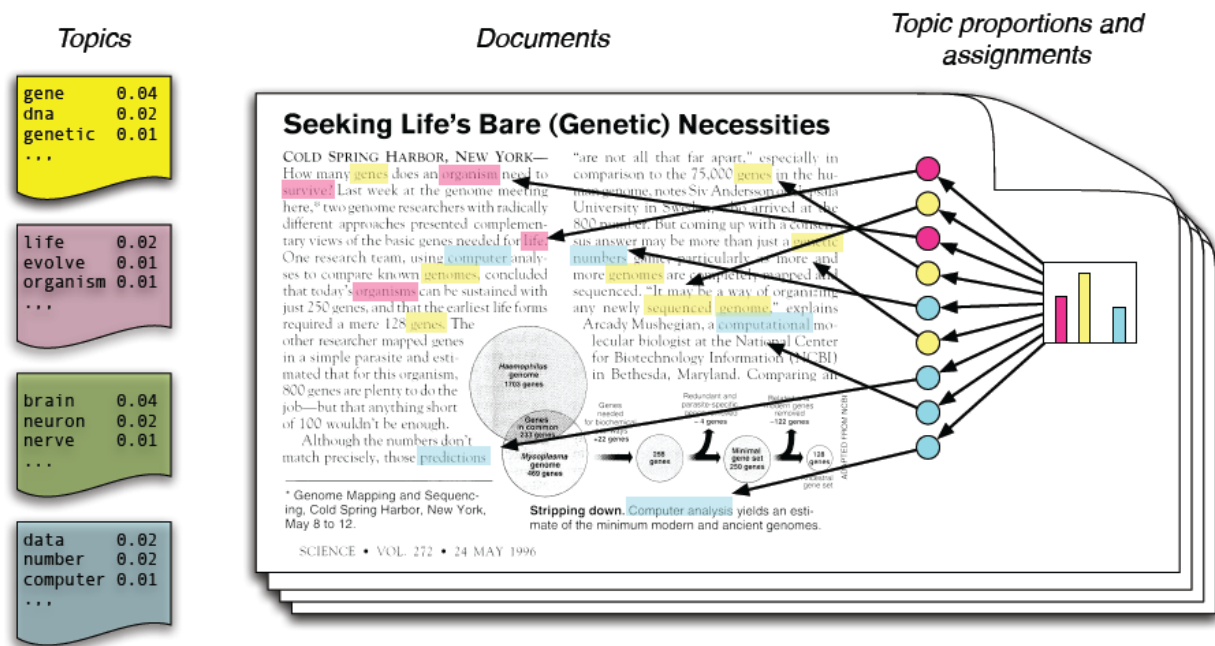 Topics
Documents
Topic proportions and
assignments
gene 0.04
dna 0.02
genetic 0.01
...
life 0.02
evolve 0.01
organism 0.01
...
brain 0.04
neuron 0.02
nerve 0.01
...
data 0.02
number 0.02
computer 0.01
...
Seeking Life's Bare (Genetic) Necessities
COLD SPRING HARBOR, NEW YORK—
How many genes does an organism need to
survive? Last week at the genome meeting
here,* two genome researchers with radically
different approaches presented complemen-
tary views of the basic genes needed for life.
One research team, using computer analy-
ses to compare known genomes, concluded
that today's organisms can be sustained with
just 250 genes, and that the earliest life forms
required a mere 128 genes. The
other researcher mapped genes
in a simple parasite and esti-
mated that for this organism,
800 genes are plenty to do the
job—but that anything short
of 100 wouldn't be enough.
Although the numbers don't
match precisely, those predictions
* Genome Mapping and Sequenc-
ing, Cold Spring Harbor, New York,
May 8 to 12.
"are not all that far apart," especially in
comparison to the 75,000 genes in the hu-
man genome, notes Siv Andersson of
University in Sweden, who arrived at the
800 number. But coming up with a consen-
sus answer may be more than just a genetic
numbers game, particularly as more and
more genomes are completely mapped and
sequenced. "It may be a way of organizing
any newly sequenced genome," explains
Arcady Mushegian, a computational mo-
lecular biologist at the National Center
for Biotechnology Information (NCBI)
in Bethesda, Maryland. Comparing an
Haemophilus
genome
1703 genes
Genes
in common
233 genes
Mycoplasma
genome
469 genes
Genes
needed
for biochemical
+22 genes
Redundant and
parasite-specific
removed
– 4 genes
modern genes
removed
–122 genes
genes
Minimal
gene set
250 genes
128
genes
gene set
ADAPTED FROM NCBI
Stripping down. Computer analysis yields an esti-
mate of the minimum modern and ancient genomes.
SCIENCE • VOL. 272 • 24 MAY 1996